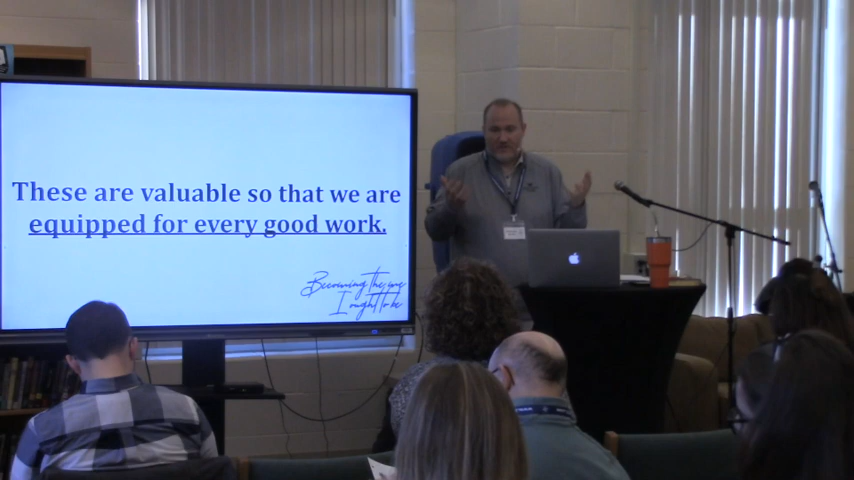 These are valuable so that we are
equipped for every good work.
Becoming the one
I ought to be